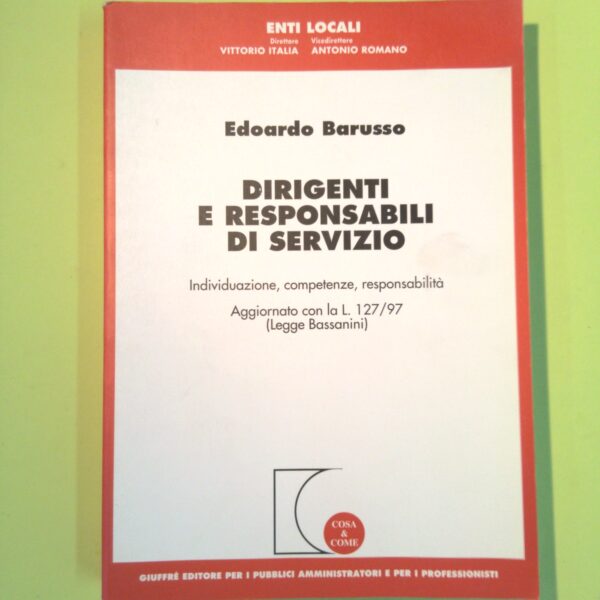 ENTI LOCALI
Direttore Vicedirettore
VITTORIO ITALIA ANTONIO ROMANO
Edoardo Barusso
DIRIGENTI
E RESPONSABILI
DI SERVIZIO
Individuazione, competenze, responsabilità
Aggiornato con la L. 127/97
(Legge Bassanini)
COSA
&
COME
GIUFFRÈ EDITORE PER I PUBBLICI AMMINISTRATORI E PER I PROFESSIONISTI